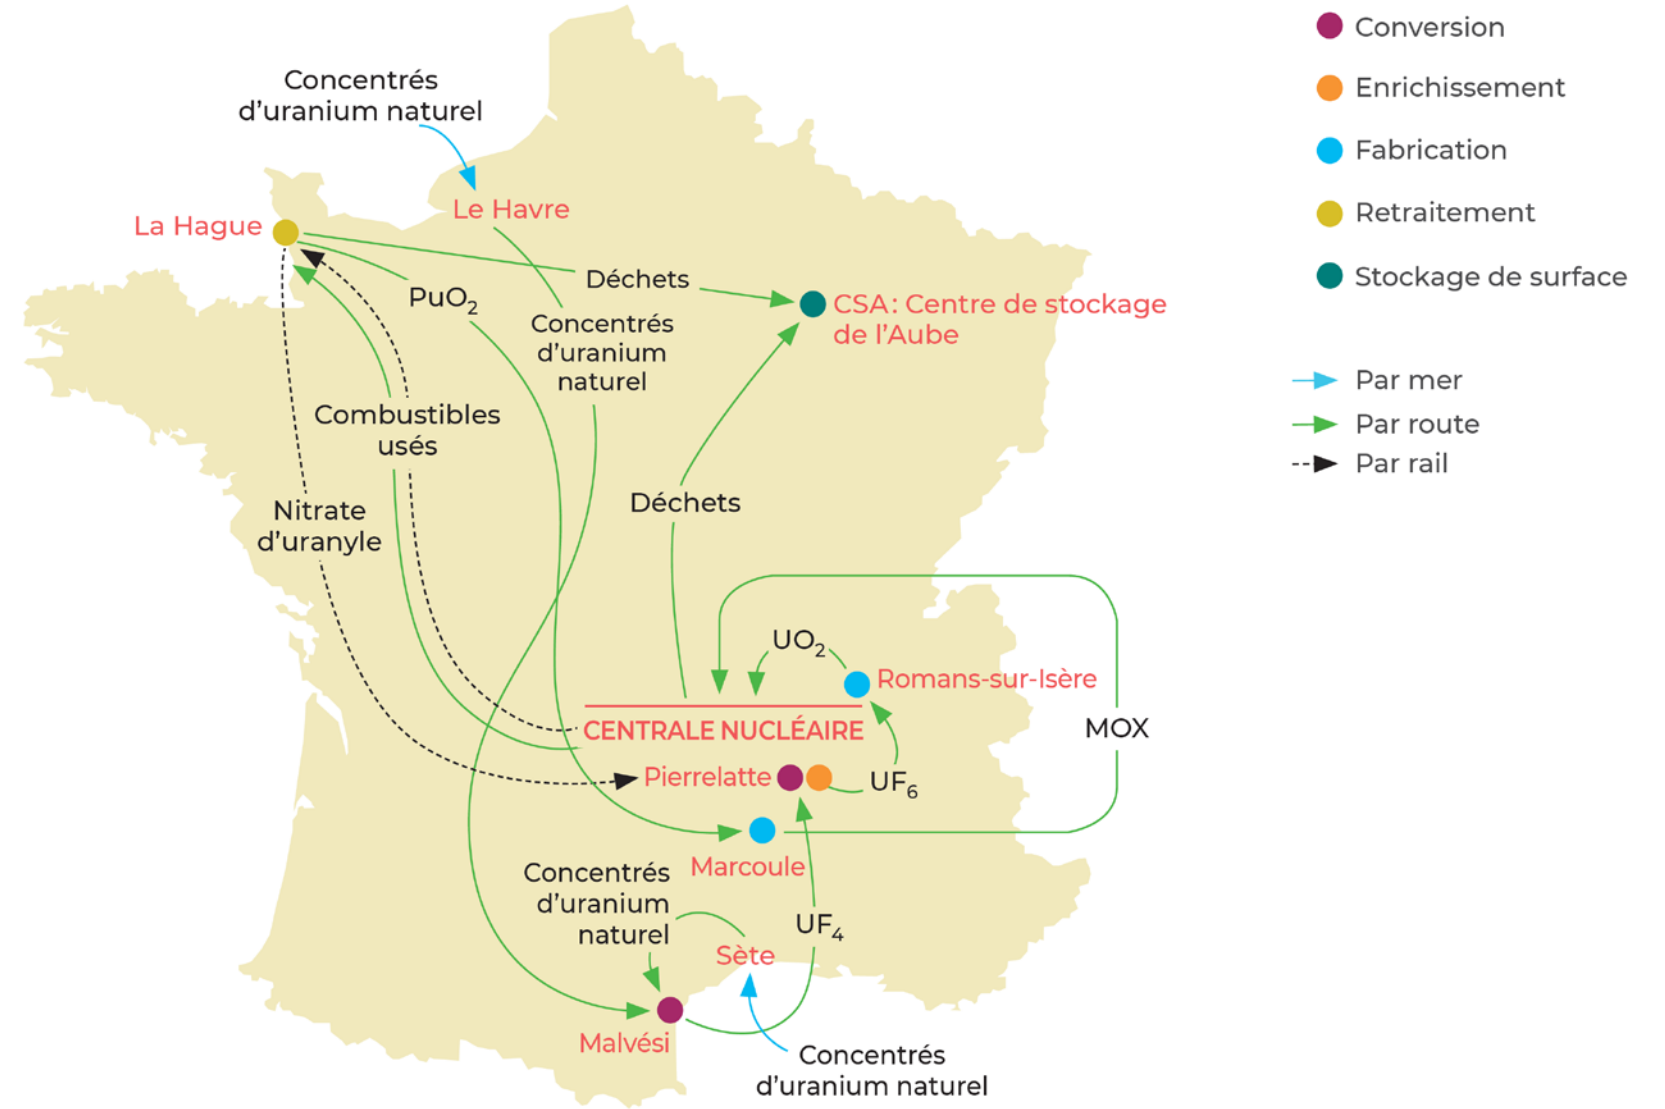 Concentrés
d'uranium naturel
Le Havre
La Hague
Déchets
PuO₂
CSA : Centre de stockage
de l'Aube
Concentrés
d'uranium
naturel
Combustibles
usés
Déchets
Nitrate
d'uranyle
UO₂
Romans-sur-Isère
CENTRALE NUCLÉAIRE
MOX
Pierrelatte
UF₆
Marcoule
Concentrés
d'uranium
naturel
UF₄
Sète
Malvési
Concentrés
d'uranium naturel
Conversion
Enrichissement
Fabrication
Retraitement
Stockage de surface
Par mer
Par route
Par rail